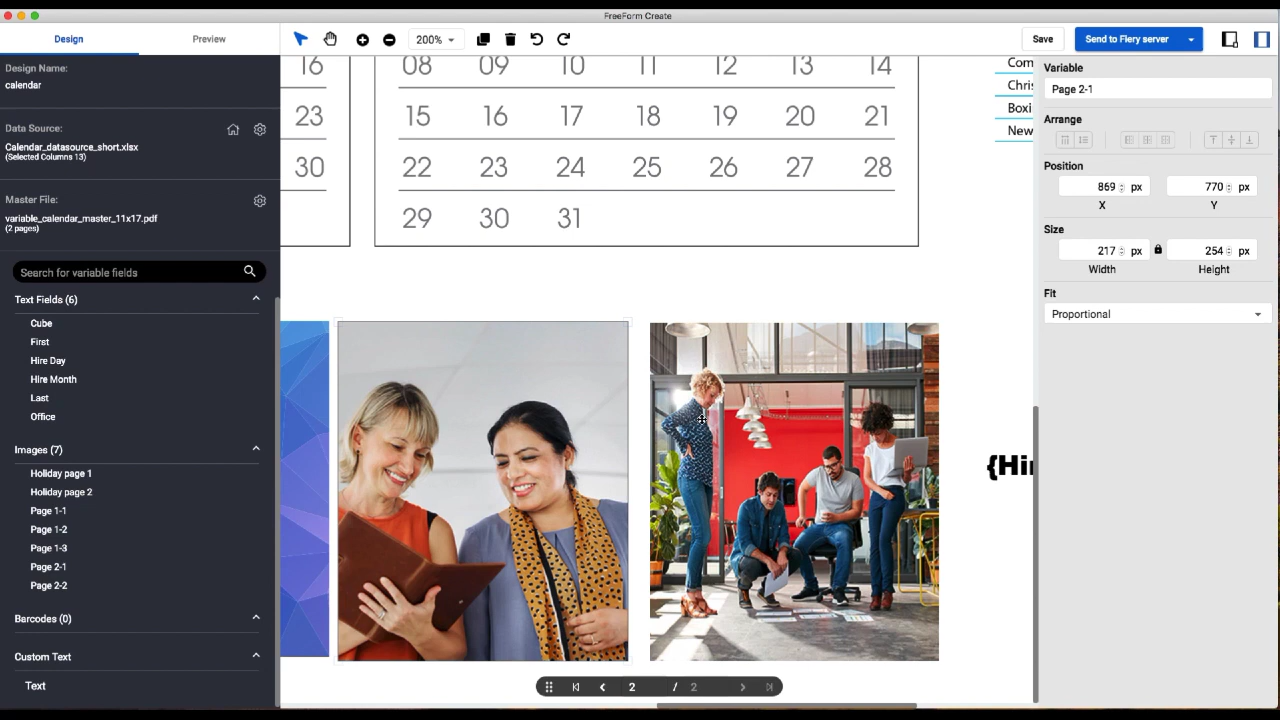 FreeForm Create
Design
Preview
200%
Save
Send to Fiery server
Design Name:
calendar
Data Source:
Calendar_datasource_short.xlsx
(Selected Columns 13)
Master File:
variable_calendar_master_11x17.pdf
(2 pages)
Search for variable fields
Text Fields (6)
Cube
First
Hire Day
Hire Month
Last
Office
Images (7)
Holiday page 1
Holiday page 2
Page 1-1
Page 1-2
Page 1-3
Page 2-1
Page 2-2
Barcodes (0)
Custom Text
Text
16
23
30
08 09 10 11 12 13 14
15 16 17 18 19 20 21
22 23 24 25 26 27 28
29 30 31
Com
Chris
Boxi
New
{Hir
2 / 2
Variable
Page 2-1
Arrange
Position
869 px 770 px
X Y
Size
217 px 254 px
Width Height
Fit
Proportional